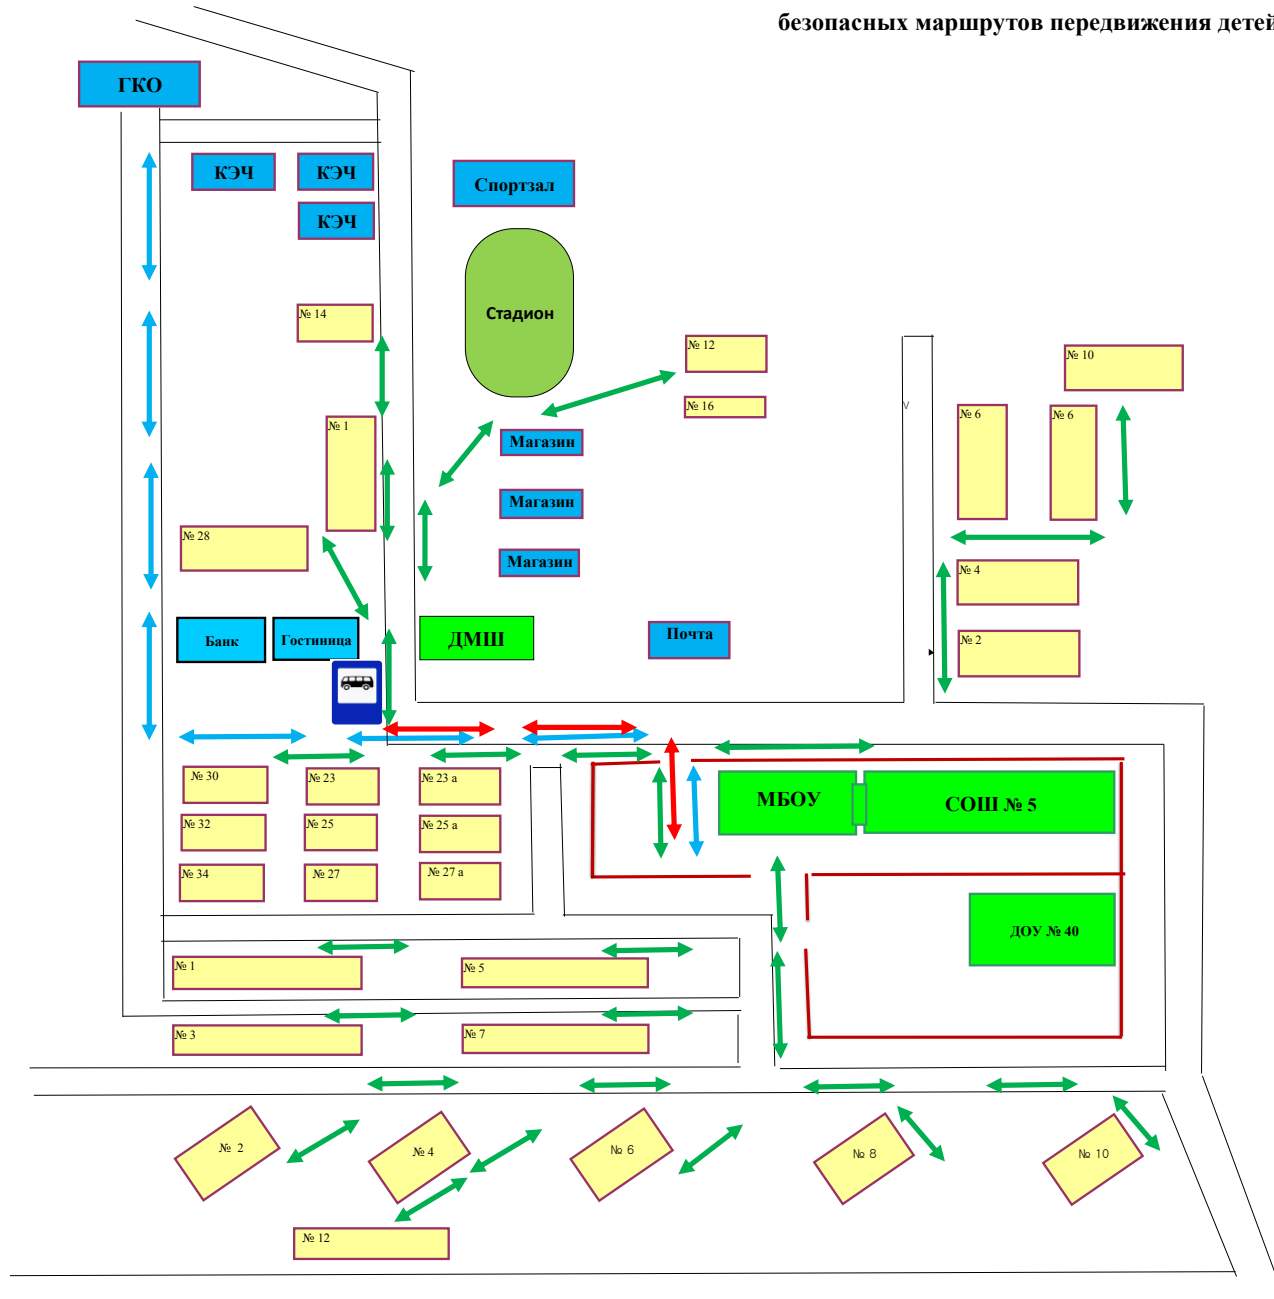 безопасных маршрутов передвижения детей
ГКО
КЭЧ
КЭЧ
Спортзал
КЭЧ
Стадион
№ 14
№ 12
№ 10
№ 16
№ 6
№ 6
V
№ 1
Магазин
Магазин
№ 28
Магазин
№ 4
Банк
Гостиница
ДМШ
Почта
№ 2
№ 30
№ 23
№ 23 а
МБОУ
СОШ № 5
№ 32
№ 25
№ 25 а
№ 34
№ 27
№ 27 а
ДОУ № 40
№ 1
№ 5
№ 3
№ 7
№ 2
№ 4
№ 6
№ 8
№ 10
№ 12